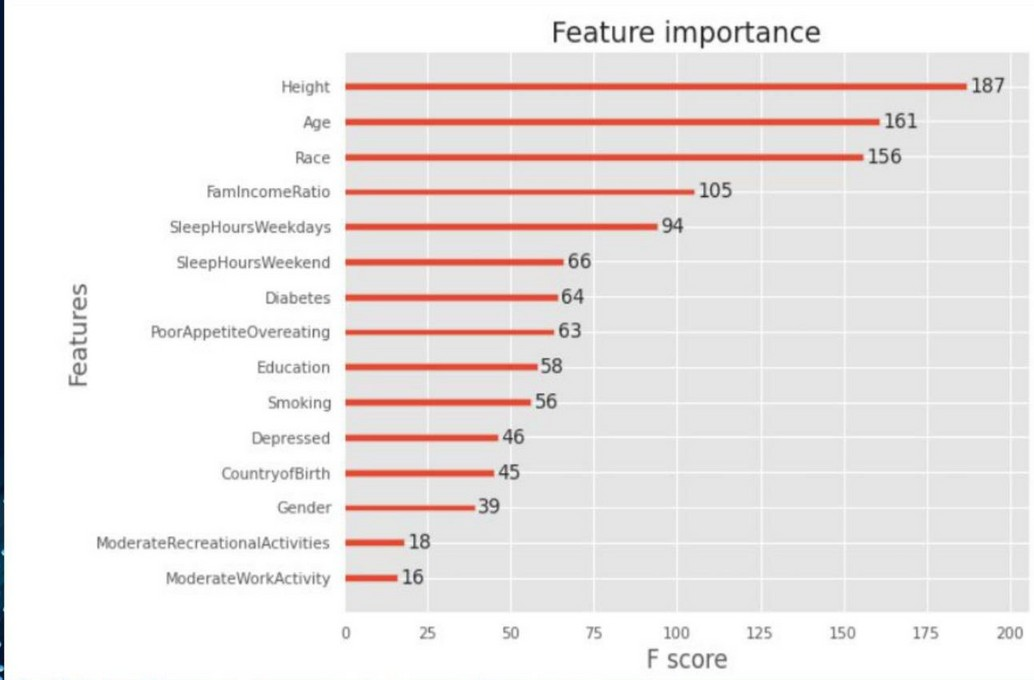 Feature importance
Height 187
Age 161
Race 156
FamIncomeRatio 105
SleepHoursWeekdays 94
SleepHoursWeekend 66
Diabetes 64
PoorAppetiteOvereating 63
Education 58
Smoking 56
Depressed 46
CountryofBirth 45
Gender 39
ModerateRecreationalActivities 18
ModerateWorkActivity 16
Features
0 25 50 75 100 125 150 175 200
F score